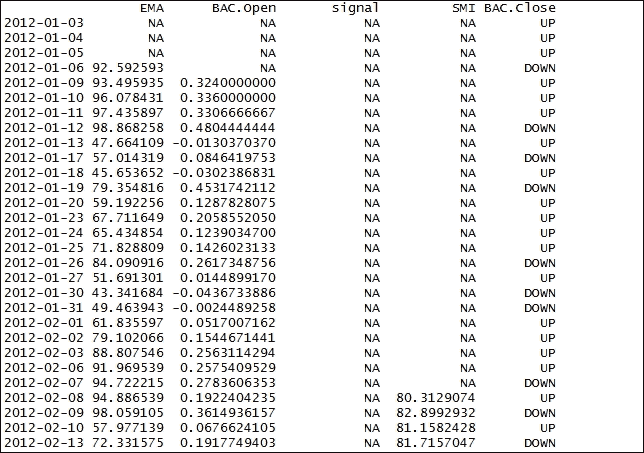 EMA BAC.Open signal SMI BAC.Close
2012-01-03 NA NA NA NA UP
2012-01-04 NA NA NA NA UP
2012-01-05 NA NA NA NA UP
2012-01-06 92.592593 NA NA NA DOWN
2012-01-09 93.495935 0.3240000000 NA NA UP
2012-01-10 96.078431 0.3360000000 NA NA UP
2012-01-11 97.435897 0.3306666667 NA NA UP
2012-01-12 98.868258 0.4804444444 NA NA DOWN
2012-01-13 47.664109 -0.0130370370 NA NA UP
2012-01-17 57.014319 0.0846419753 NA NA DOWN
2012-01-18 45.653652 -0.0302386831 NA NA UP
2012-01-19 79.354816 0.4531742112 NA NA DOWN
2012-01-20 59.192256 0.1287828075 NA NA UP
2012-01-23 67.711649 0.2058552050 NA NA UP
2012-01-24 65.434854 0.1239034700 NA NA UP
2012-01-25 71.828809 0.1426023133 NA NA UP
2012-01-26 84.090916 0.2617348756 NA NA DOWN
2012-01-27 51.691301 0.0144899170 NA NA UP
2012-01-30 43.341684 -0.0436733886 NA NA DOWN
2012-01-31 49.463943 -0.0024489258 NA NA DOWN
2012-02-01 61.835597 0.0517007162 NA NA UP
2012-02-02 79.102066 0.1544671441 NA NA UP
2012-02-03 88.807546 0.2563114294 NA NA UP
2012-02-06 91.969539 0.2575409529 NA NA UP
2012-02-07 94.722215 0.2783606353 NA NA DOWN
2012-02-08 94.886539 0.1922404235 NA 80.3129074 UP
2012-02-09 98.059105 0.3614936157 NA 82.8992932 DOWN
2012-02-10 57.977139 0.0676624105 NA 81.1582428 UP
2012-02-13 72.331575 0.1917749403 NA 81.7157047 DOWN